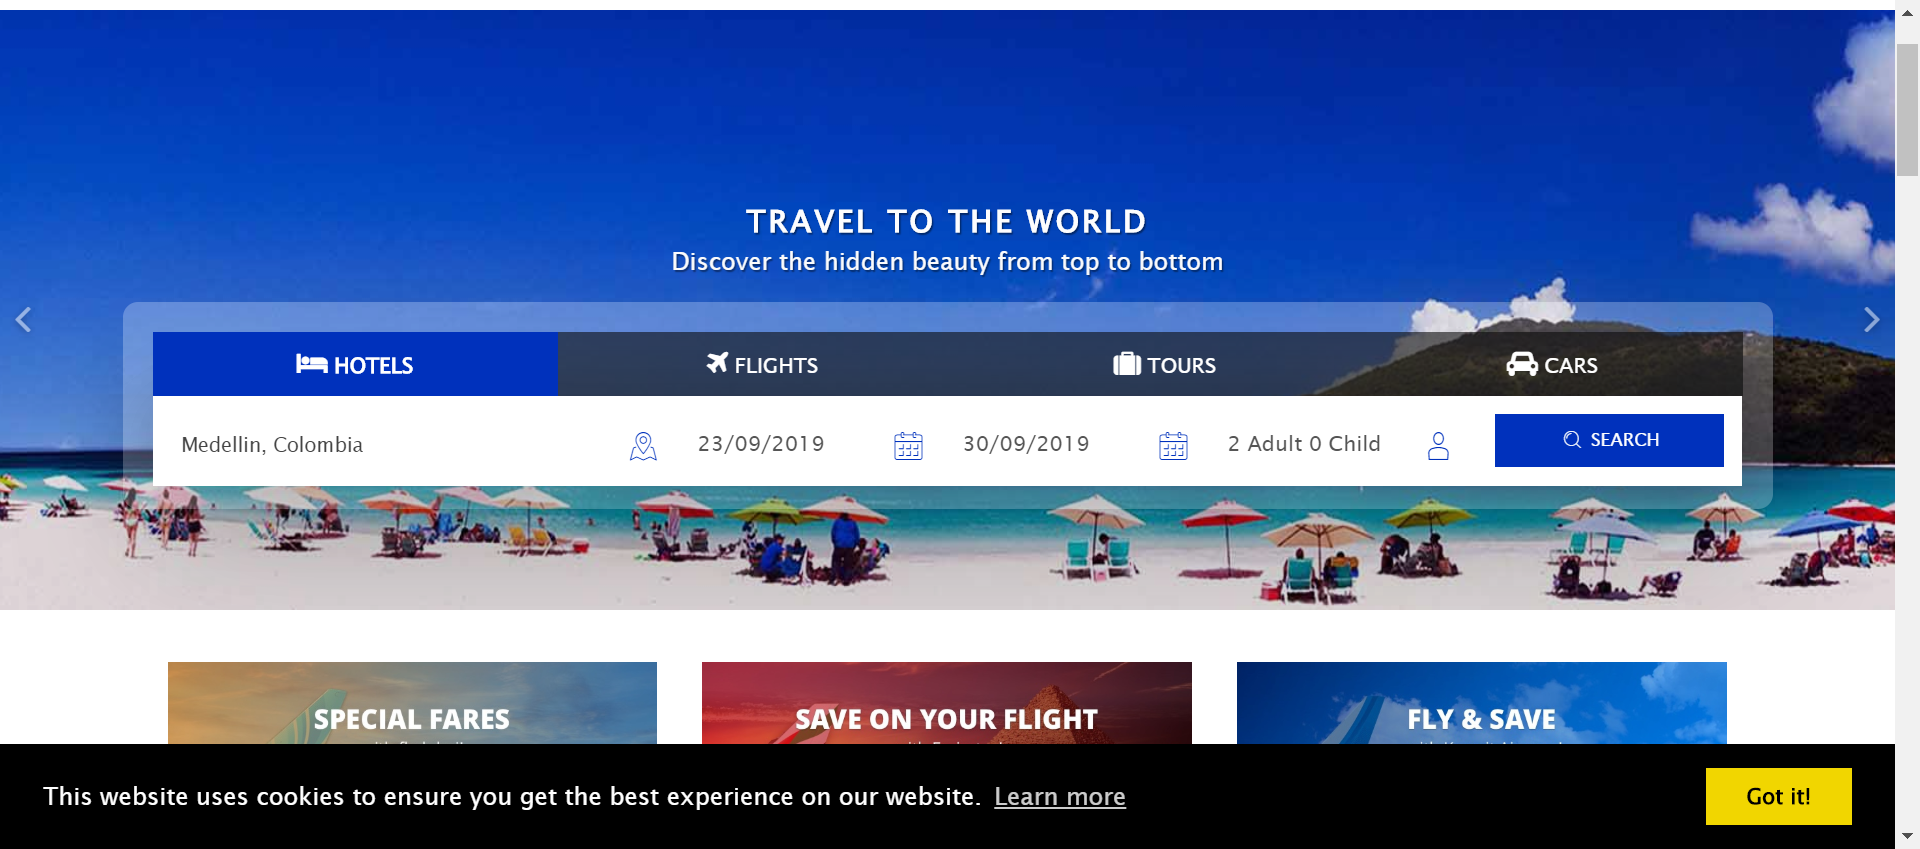 TRAVEL TO THE WORLD
Discover the hidden beauty from top to bottom
HOTELS FLIGHTS TOURS CARS
Medellin, Colombia 23/09/2019 30/09/2019 2 Adult 0 Child SEARCH
SPECIAL FARES SAVE ON YOUR FLIGHT FLY & SAVE
This website uses cookies to ensure you get the best experience on our website. Learn more Got it!